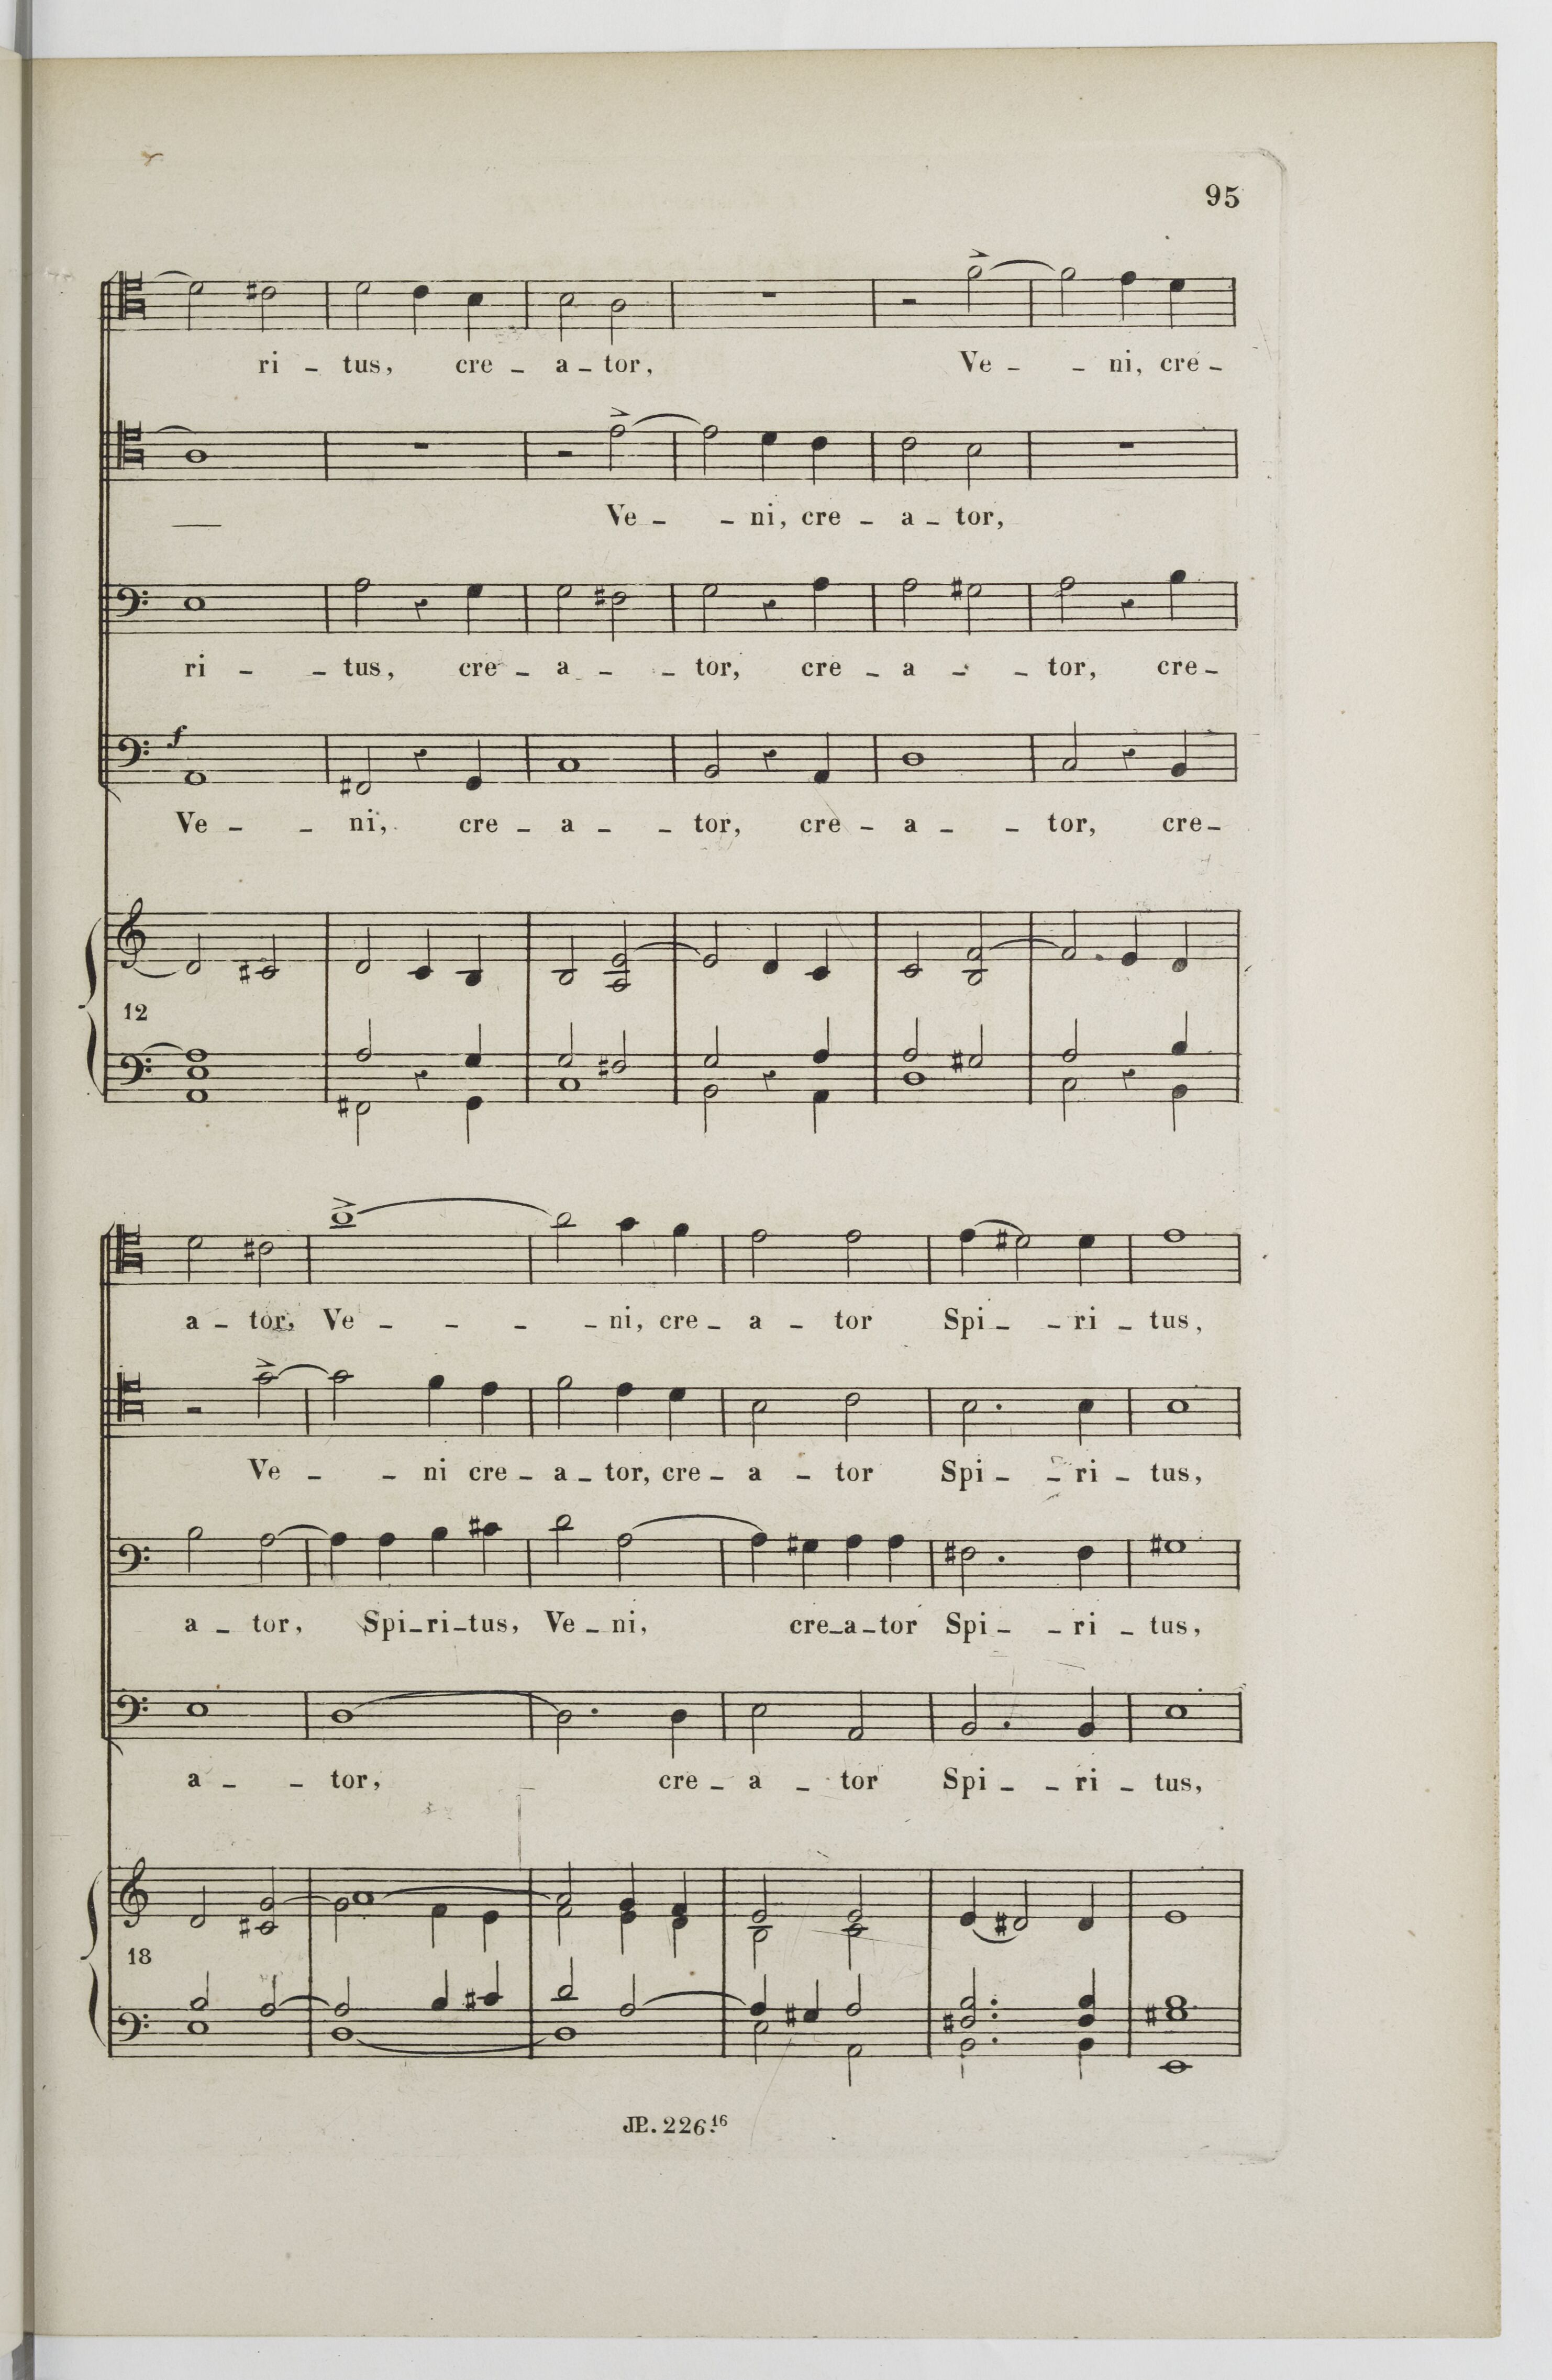 95
ri - tus, cre - a - tor, Ve - - ni, cre -
Ve - - ni, cre - a - tor,
ri - - tus, cre - a - - tor, cre - a - - tor, cre -
f
Ve - - ni, cre - a - - tor, cre - a - - tor, cre -
12
a - tor, Ve - - - - ni, cre - a - tor Spi - - ri - tus,
Ve - - ni cre - a - tor, cre - a - tor Spi - - ri - tus,
a - tor, Spi - ri - tus, Ve - ni, cre - a - tor Spi - - ri - tus,
a - - tor, cre - a - tor Spi - - ri - tus,
18
JP. 226.16